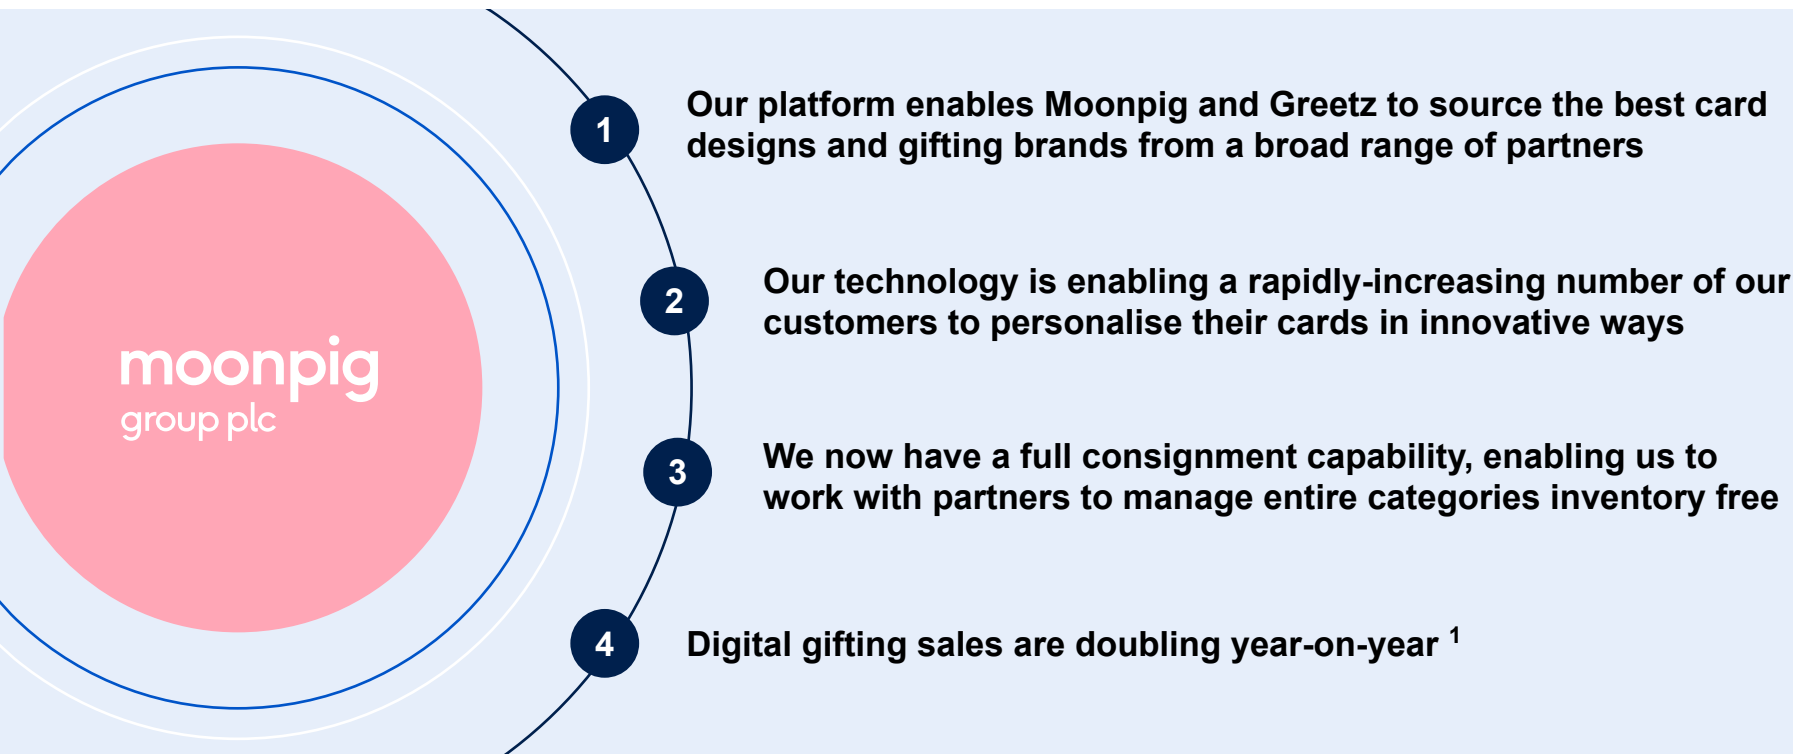 moonpig
group plc
1
Our platform enables Moonpig and Greetz to source the best card
designs and gifting brands from a broad range of partners
2
Our technology is enabling a rapidly-increasing number of our
customers to personalise their cards in innovative ways
3
We now have a full consignment capability, enabling us to
work with partners to manage entire categories inventory free
4
Digital gifting sales are doubling year-on-year 1